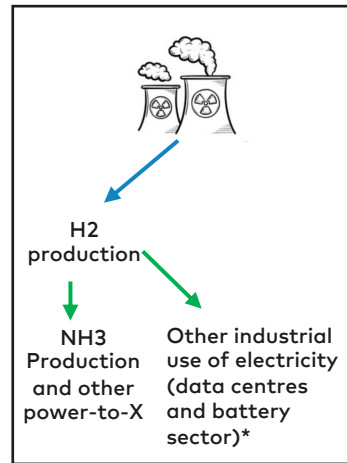 H2
production
NH3
Production
and other
power-to-X
Other industrial
use of electricity
(data centres
and battery
sector)*